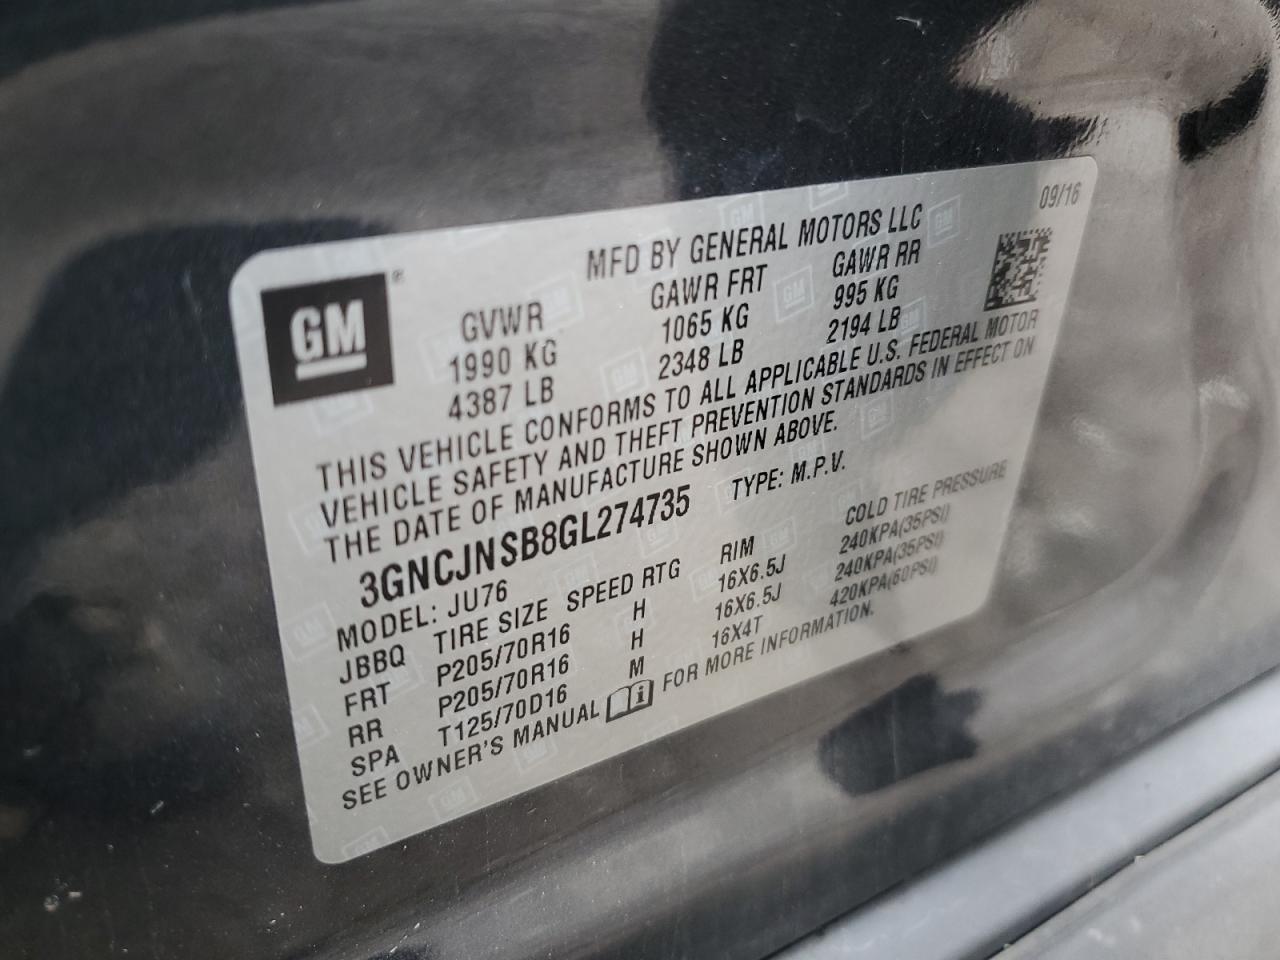 09/16
GM®
MFD BY GENERAL MOTORS LLC
GVWR GAWR FRT GAWR RR
1990 KG 1065 KG 995 KG
4387 LB 2348 LB 2194 LB
THIS VEHICLE CONFORMS TO ALL APPLICABLE U.S. FEDERAL MOTOR
VEHICLE SAFETY AND THEFT PREVENTION STANDARDS IN EFFECT ON
THE DATE OF MANUFACTURE SHOWN ABOVE.
3GNCJNSB8GL274735 TYPE: M.P.V.
MODEL: JU76
JBBQ TIRE SIZE SPEED RTG RIM COLD TIRE PRESSURE
FRT P205/70R16 H 16X6.5J 240KPA(35PSI)
RR P205/70R16 H 16X6.5J 240KPA(35PSI)
SPA T125/70D16 M 16X4T 420KPA(60PSI)
SEE OWNER'S MANUAL i FOR MORE INFORMATION.